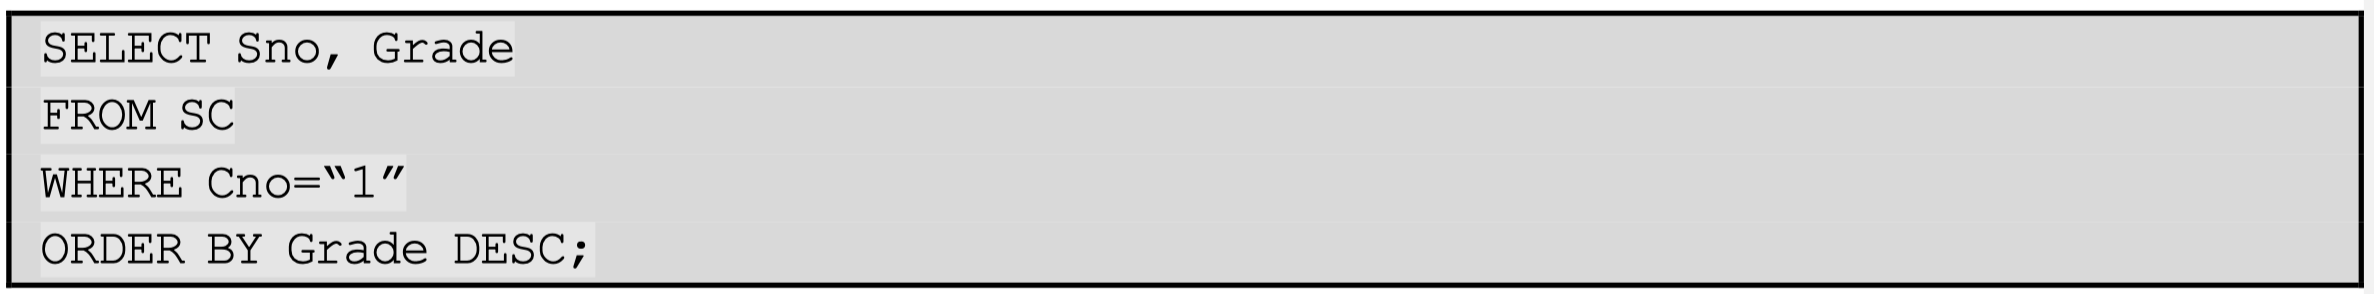 SELECT Sno, Grade
FROM SC
WHERE Cno=“1”
ORDER BY Grade DESC;